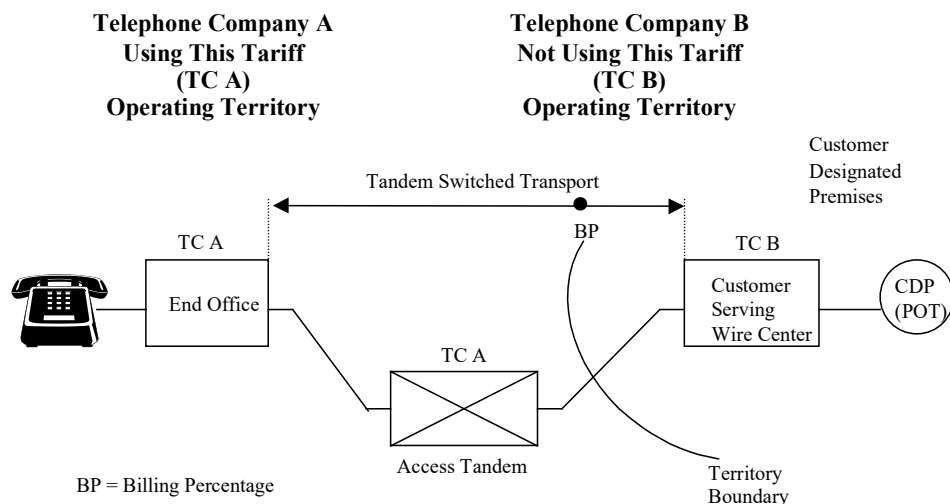 Telephone Company A
Using This Tariff
(TC A)
Operating Territory
Telephone Company B
Not Using This Tariff
(TC B)
Operating Territory
Customer
Designated
Premises
Tandem Switched Transport
BP
TC A
End Office
TC B
Customer
Serving
Wire Center
CDP
(POT)
TC A
Access Tandem
BP = Billing Percentage
Territory
Boundary